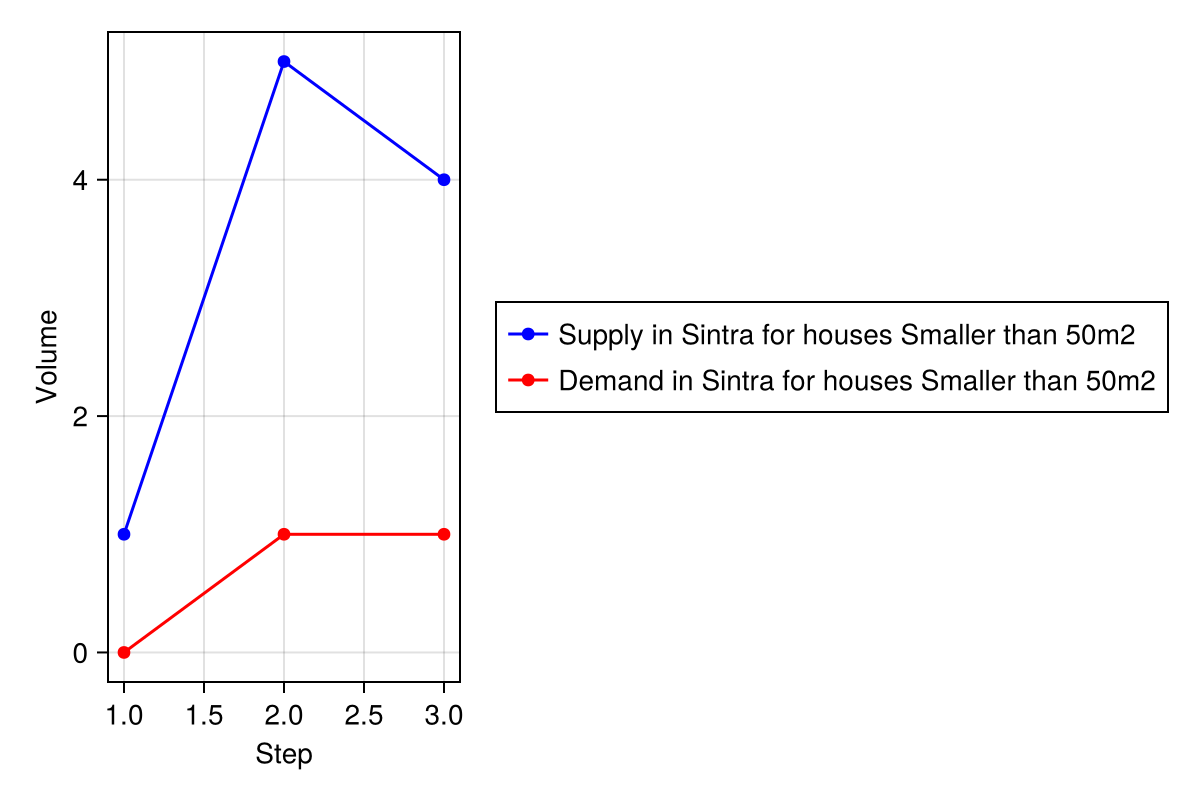 4
2
0
Volume
1.0 1.5 2.0 2.5 3.0
Step
Supply in Sintra for houses Smaller than 50m2
Demand in Sintra for houses Smaller than 50m2